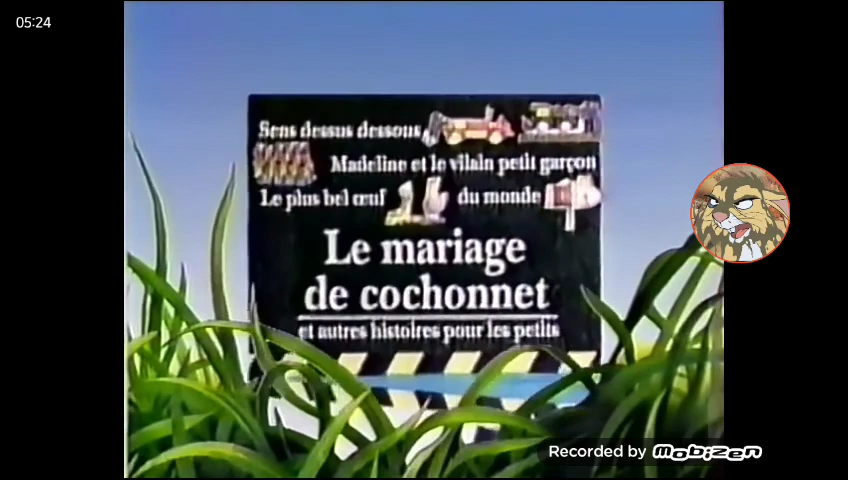 05:24
Sens dessus dessous
Madeline et le vilain petit garçon
Le plus bel œuf du monde
Le mariage
de cochonnet
et autres histoires pour les petits
Recorded by Mobizen